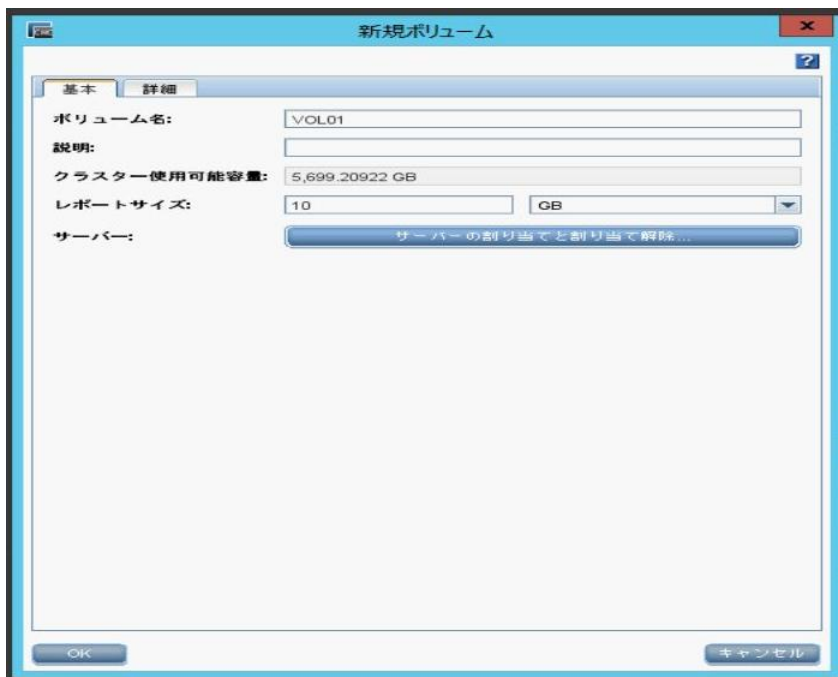 新規ボリューム
基本 詳細
ボリューム名: VOL01
説明:
クラスター使用可能容量: 5,699.20922 GB
レポートサイズ: 10 GB
サーバー: サーバーの割り当てと割り当て解除...
OK キャンセル